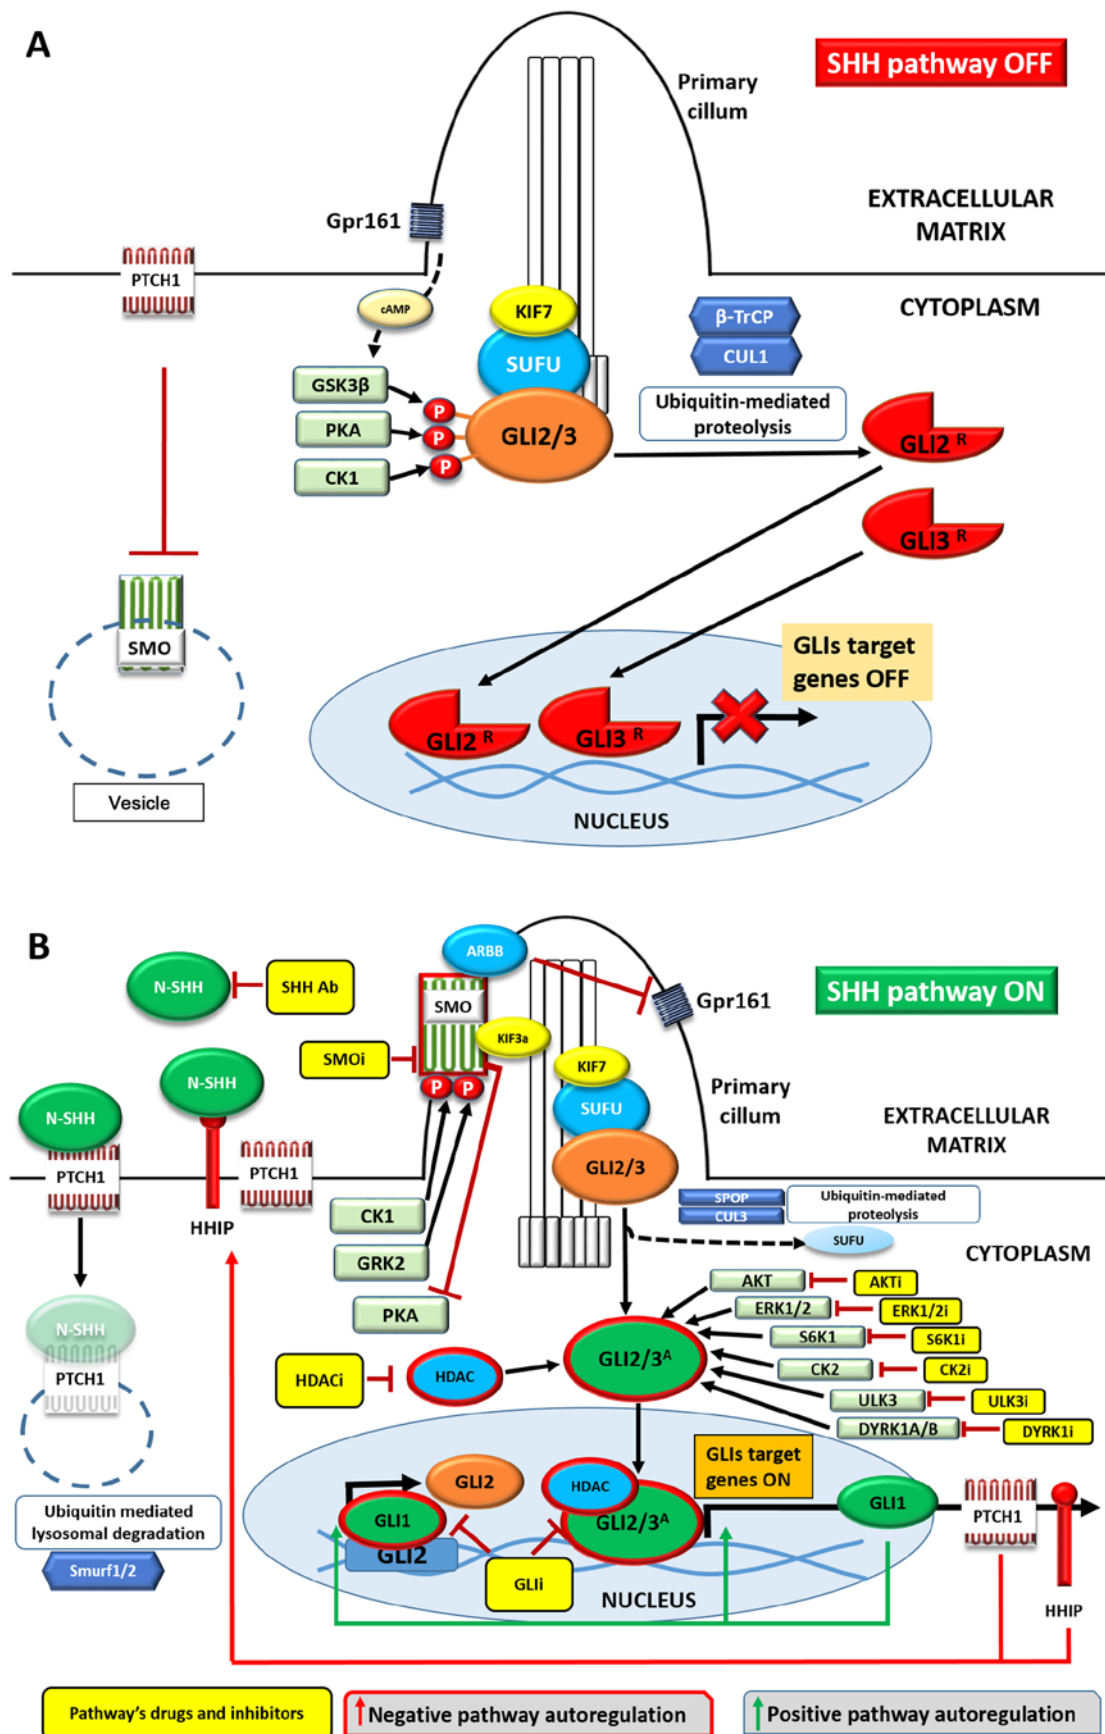 A
SHH pathway OFF
Primary
cillum
Gpr161
EXTRACELLULAR
MATRIX
PTCH1
CYTOPLASM
cAMP
KIF7
β-TrCP
SUFU
CUL1
GSK3β
P
Ubiquitin-mediated
proteolysis
PKA
P
GLI2/3
GLI2 R
CK1
P
GLI3 R
SMO
GLIs target
genes OFF
GLI2 R
GLI3 R
Vesicle
NUCLEUS
B
ARBB
N-SHH
SHH Ab
SHH pathway ON
SMO
Gpr161
KIF3a
SMOi
N-SHH
KIF7
P P
Primary
cillum
N-SHH
SUFU
EXTRACELLULAR
MATRIX
PTCH1
PTCH1
GLI2/3
SPOP
CUL3
Ubiquitin-mediated
proteolysis
HHIP
CK1
SUFU
CYTOPLASM
GRK2
AKT
AKTi
PKA
ERK1/2
ERK1/2i
S6K1
S6K1i
N-SHH
GLI2/3A
CK2
CK2i
PTCH1
HDACi
HDAC
ULK3
ULK3i
DYRK1A/B
DYRK1i
GLIs target
genes ON
GLI2
HDAC
GLI1
GLI1
GLI2/3A
PTCH1
Ubiquitin mediated
lysosomal degradation
GLI2
Smurf1/2
GLIi
NUCLEUS
HHIP
Pathway's drugs and inhibitors
Negative pathway autoregulation
Positive pathway autoregulation